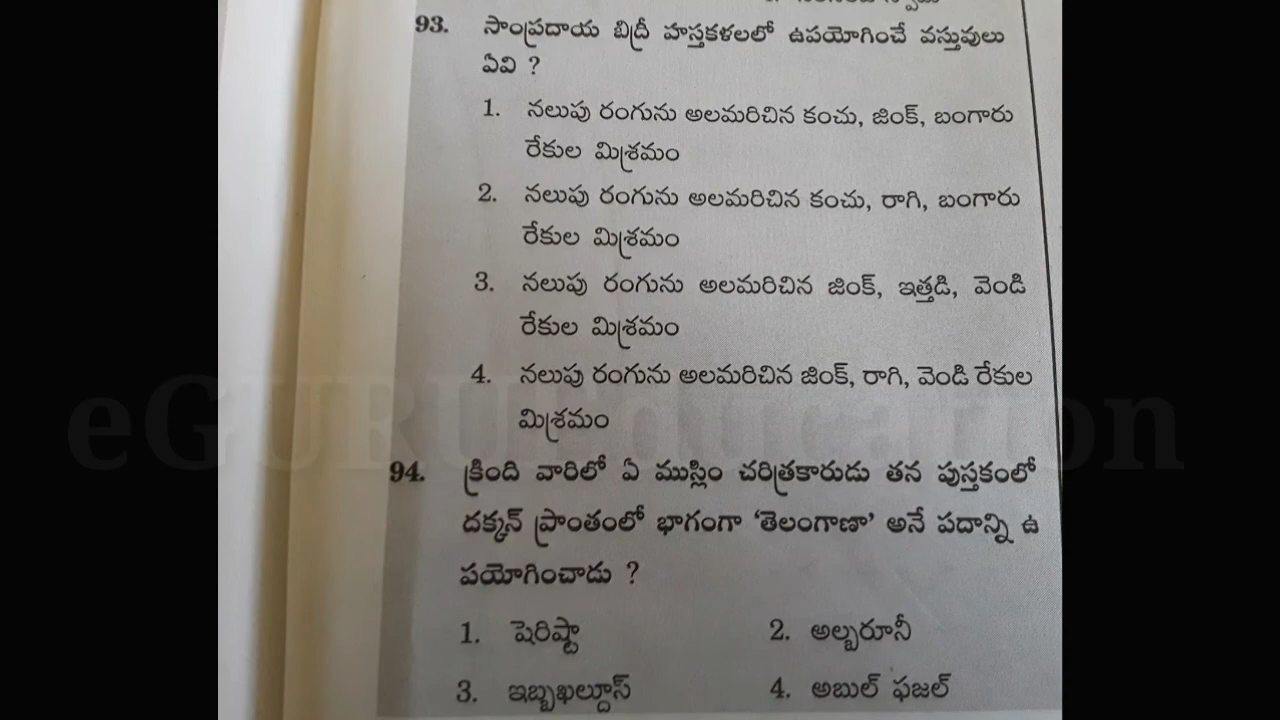 93. సాంప్రదాయ బిద్రీ హస్తకళలలో ఉపయోగించే వస్తువులు
ఏవి ?
1. నలుపు రంగును అలమరిచిన కంచు, జింక్, బంగారు
రేకుల మిశ్రమం
2. నలుపు రంగును అలమరిచిన కంచు, రాగి, బంగారు
రేకుల మిశ్రమం
3. నలుపు రంగును అలమరిచిన జింక్, ఇత్తడి, వెండి
రేకుల మిశ్రమం
4. నలుపు రంగును అలమరిచిన జింక్, రాగి, వెండి రేకుల
మిశ్రమం
94. క్రింది వారిలో ఏ ముస్లిం చరిత్రకారుడు తన పుస్తకంలో
దక్కన్ ప్రాంతంలో భాగంగా 'తెలంగాణా' అనే పదాన్ని ఉ
పయోగించాడు ?
1. షెరిష్టా 2. అల్బరూనీ
3. ఇబ్బఖల్దూస్ 4. అబుల్ ఫజల్